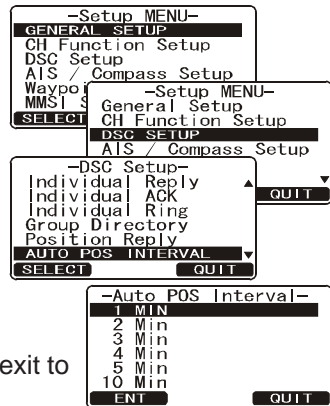 –Setup MENU–
GENERAL SETUP
CH Function Setup
DSC Setup
AIS / Compass Setup
Waypoi
MMSI S
SELECT
–Setup MENU–
General Setup
CH Function Setup
DSC SETUP
AIS / Compass Setup
QUIT
–DSC Setup–
Individual Reply
Individual ACK
Individual Ring
Group Directory
Position Reply
AUTO POS INTERVAL
SELECT QUIT
–Auto POS Interval–
1 MIN
2 Min
3 Min
4 Min
5 Min
10 Min
ENT QUIT
exit to